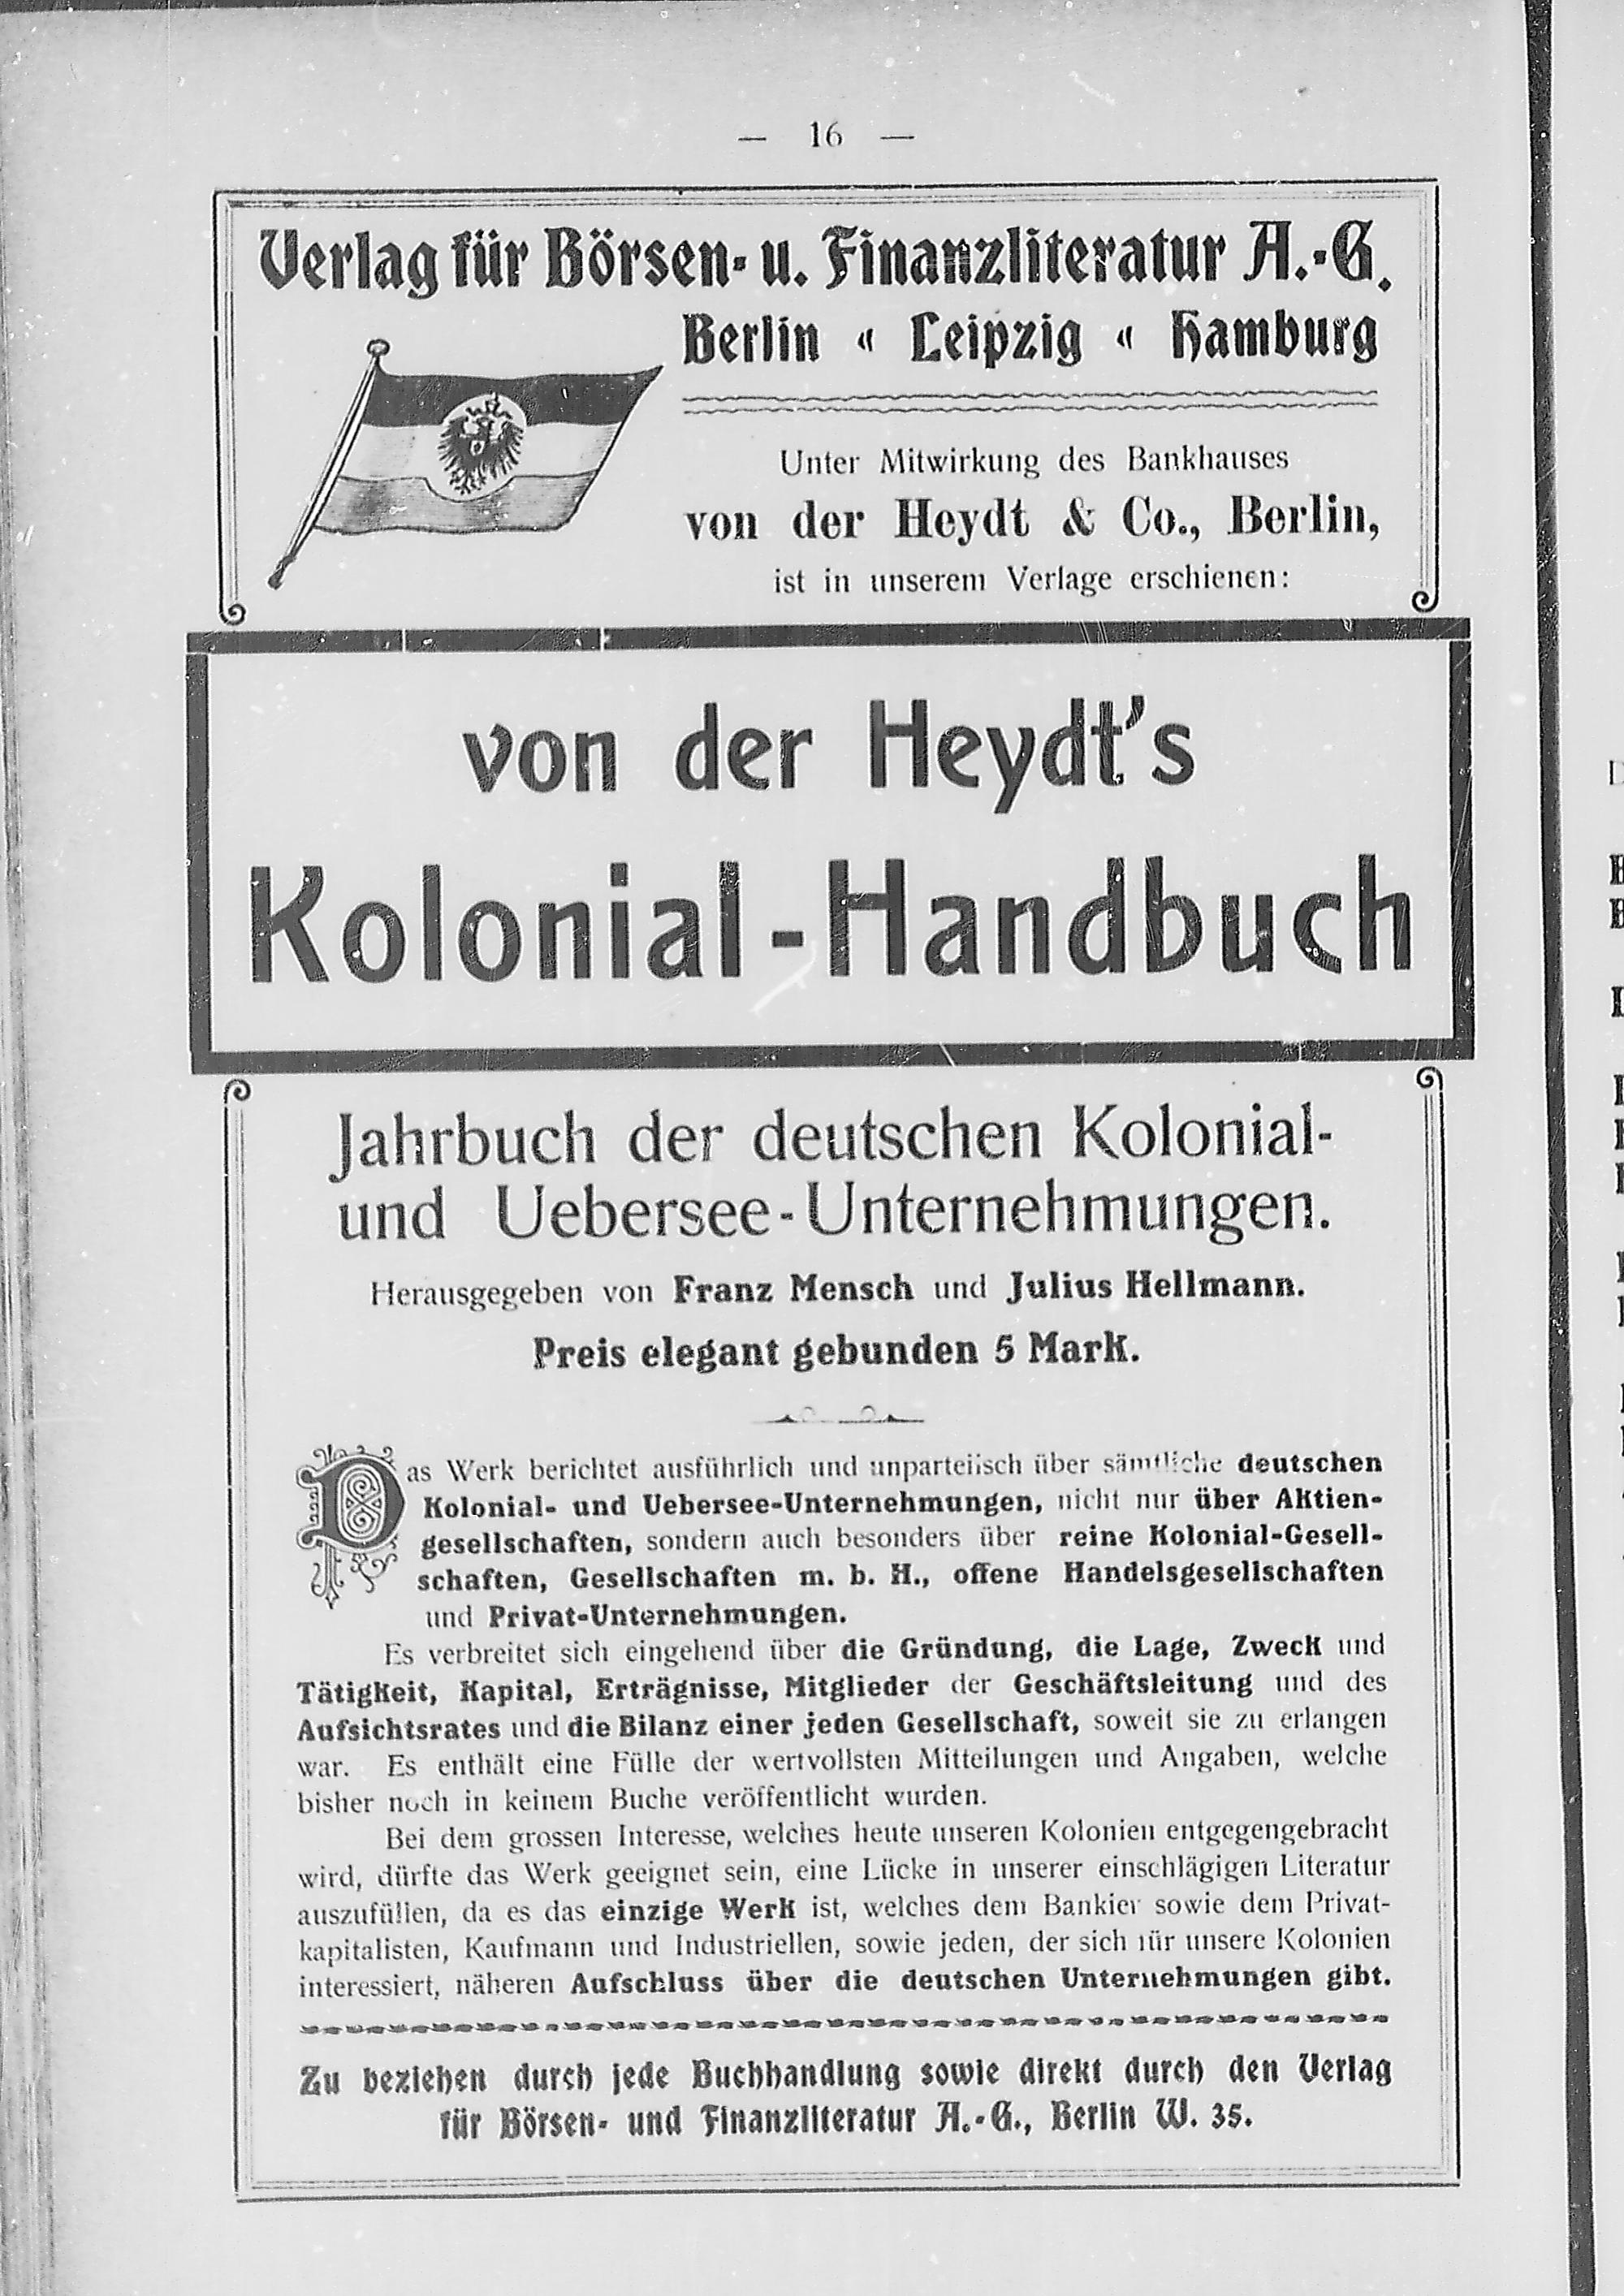 — 16 —
Verlag für Börsen- u. Finanzliteratur A.-G.
Berlin « Leipzig « Hamburg
Unter Mitwirkung des Bankhauses
von der Heydt & Co., Berlin,
ist in unserem Verlage erschienen:
von der Heydt's
Kolonial-Handbuch
Jahrbuch der deutschen Kolonial-
und Uebersee-Unternehmungen.
Herausgegeben von Franz Mensch und Julius Hellmann.
Preis elegant gebunden 5 Mark.
Das Werk berichtet ausführlich und unparteiisch über sämtliche deutschen
Kolonial- und Uebersee-Unternehmungen, nicht nur über Aktien-
gesellschaften, sondern auch besonders über reine Kolonial-Gesell-
schaften, Gesellschaften m. b. H., offene Handelsgesellschaften
und Privat-Unternehmungen.
Es verbreitet sich eingehend über die Gründung, die Lage, Zweck und
Tätigkeit, Kapital, Erträgnisse, Mitglieder der Geschäftsleitung und des
Aufsichtsrates und die Bilanz einer jeden Gesellschaft, soweit sie zu erlangen
war. Es enthält eine Fülle der wertvollsten Mitteilungen und Angaben, welche
bisher noch in keinem Buche veröffentlicht wurden.
Bei dem grossen Interesse, welches heute unseren Kolonien entgegengebracht
wird, dürfte das Werk geeignet sein, eine Lücke in unserer einschlägigen Literatur
auszufüllen, da es das einzige Werk ist, welches dem Bankier sowie dem Privat-
kapitalisten, Kaufmann und Industriellen, sowie jeden, der sich für unsere Kolonien
interessiert, näheren Aufschluss über die deutschen Unternehmungen gibt.
Zu beziehen durch jede Buchhandlung sowie direkt durch den Verlag
für Börsen- und Finanzliteratur A.-G., Berlin W. 35.